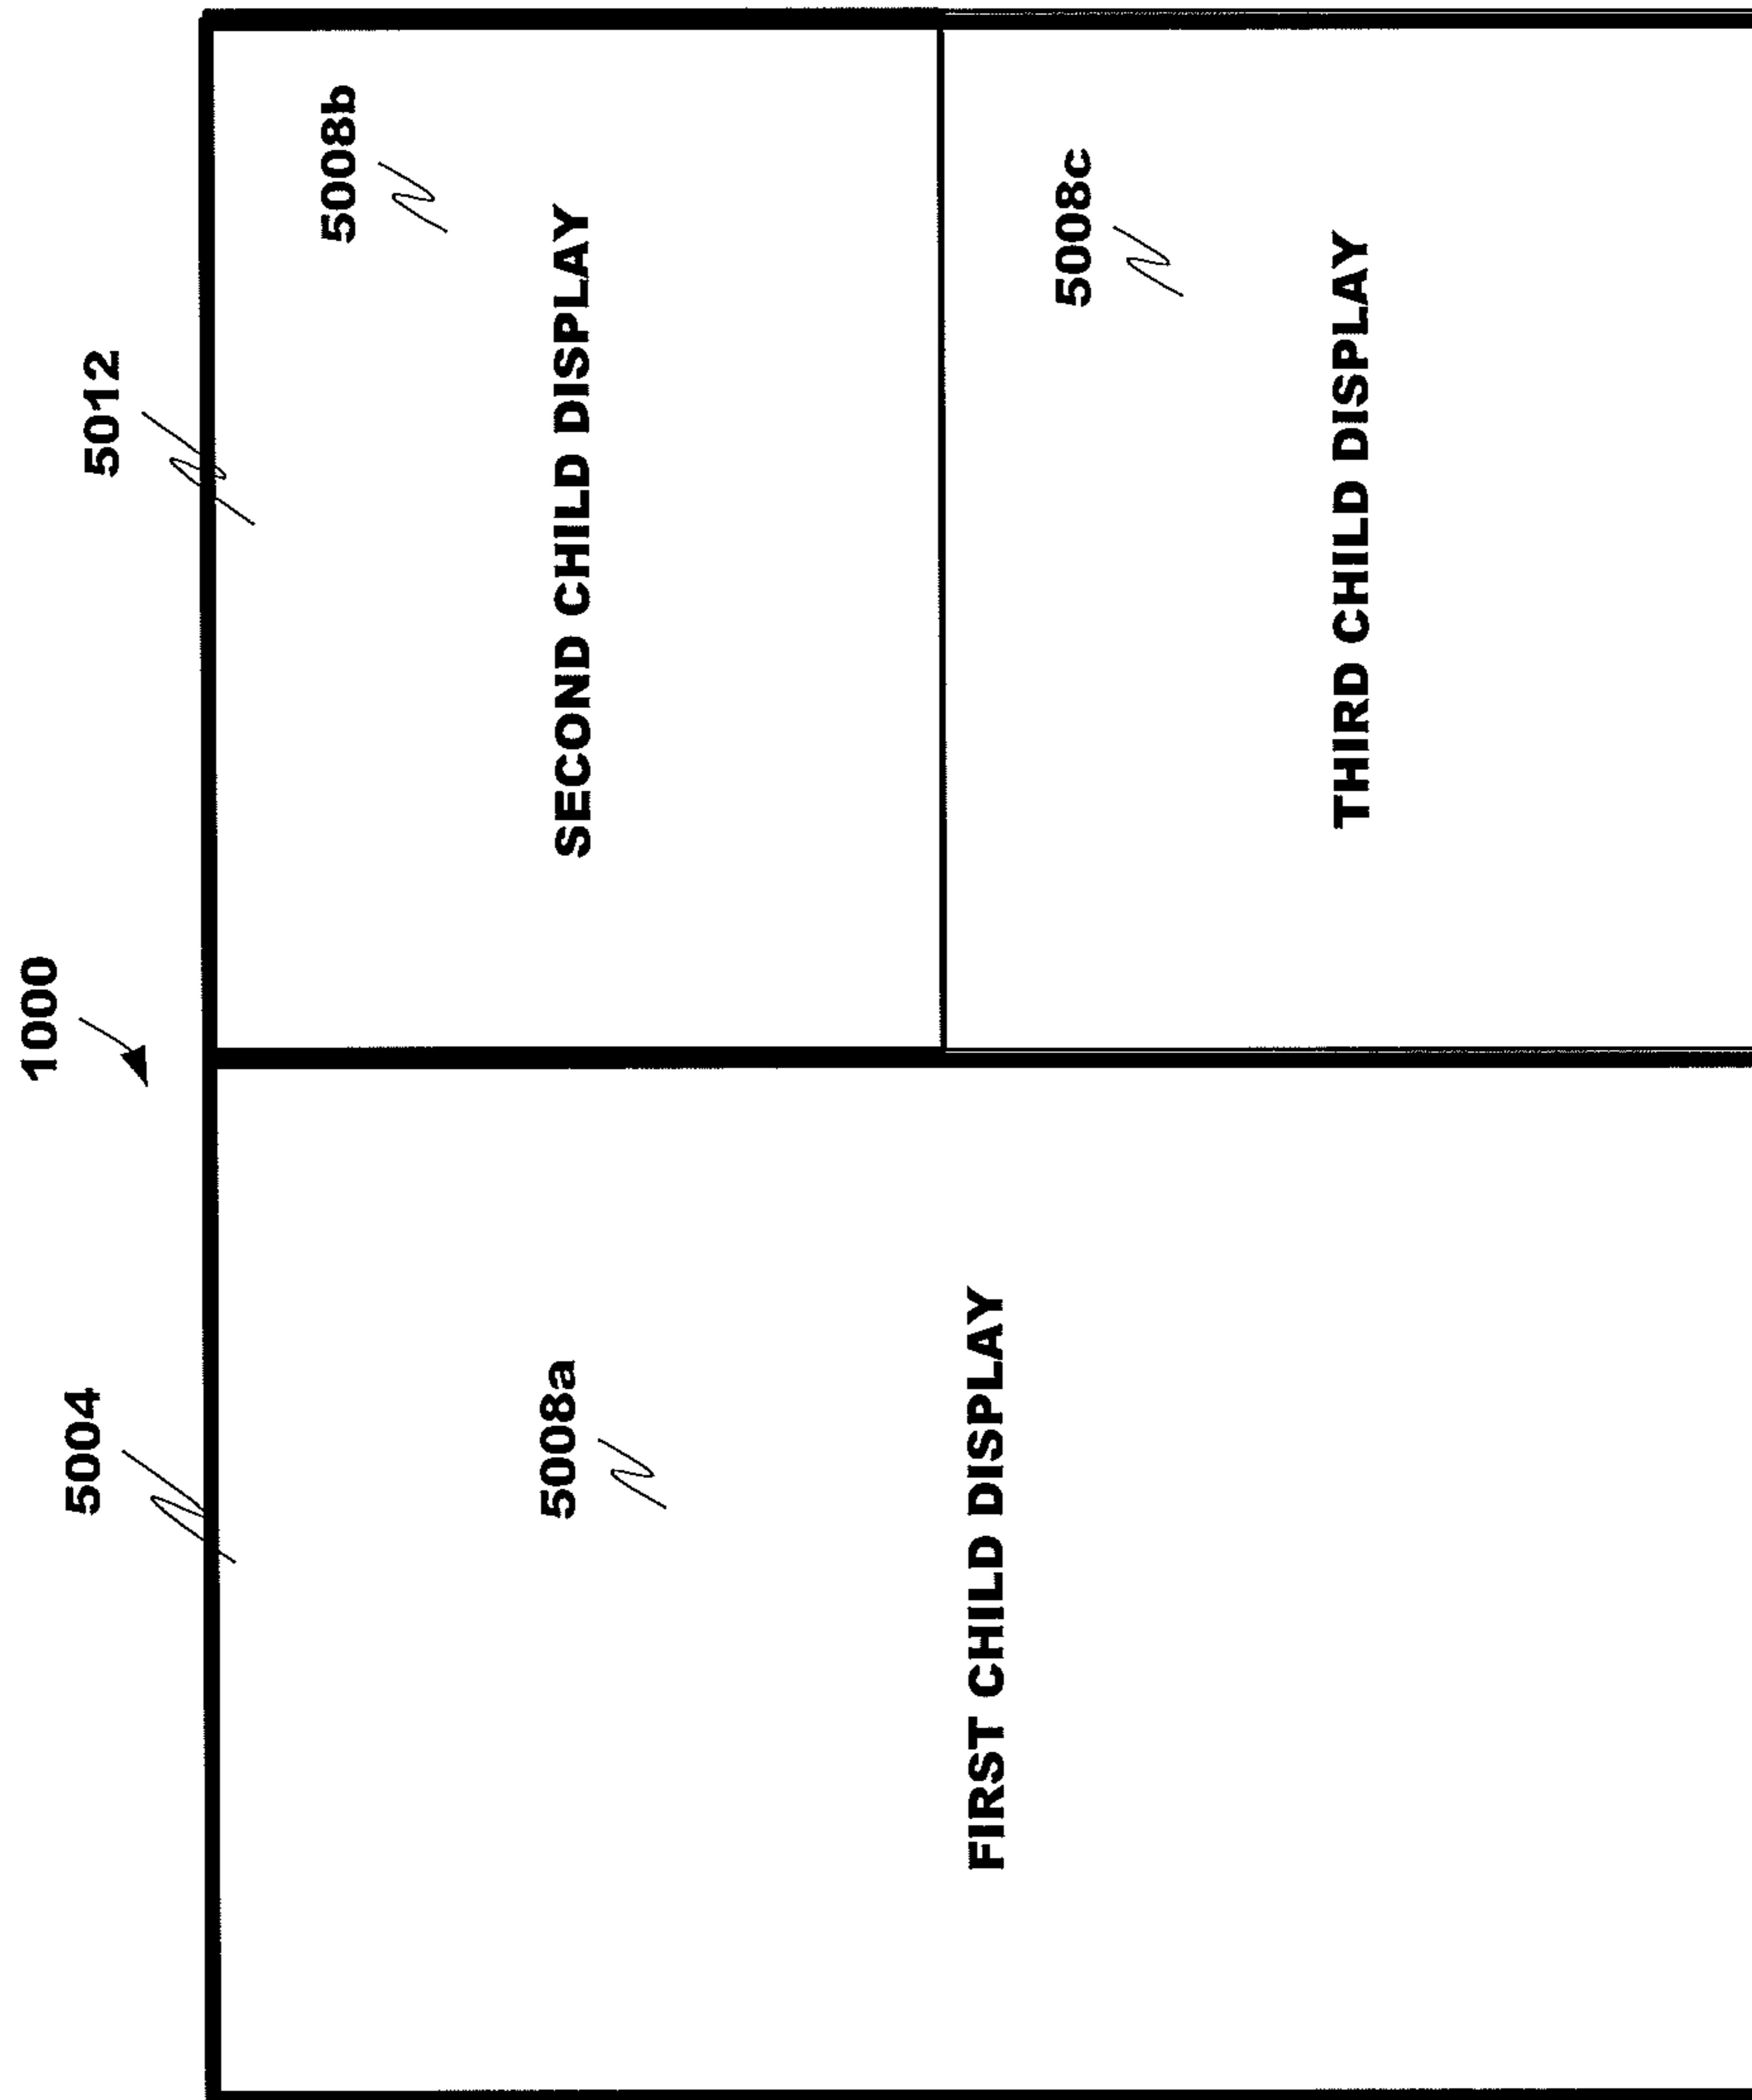 1000
5004
5012
5008b
5008a
SECOND CHILD DISPLAY
FIRST CHILD DISPLAY
5008c
THIRD CHILD DISPLAY